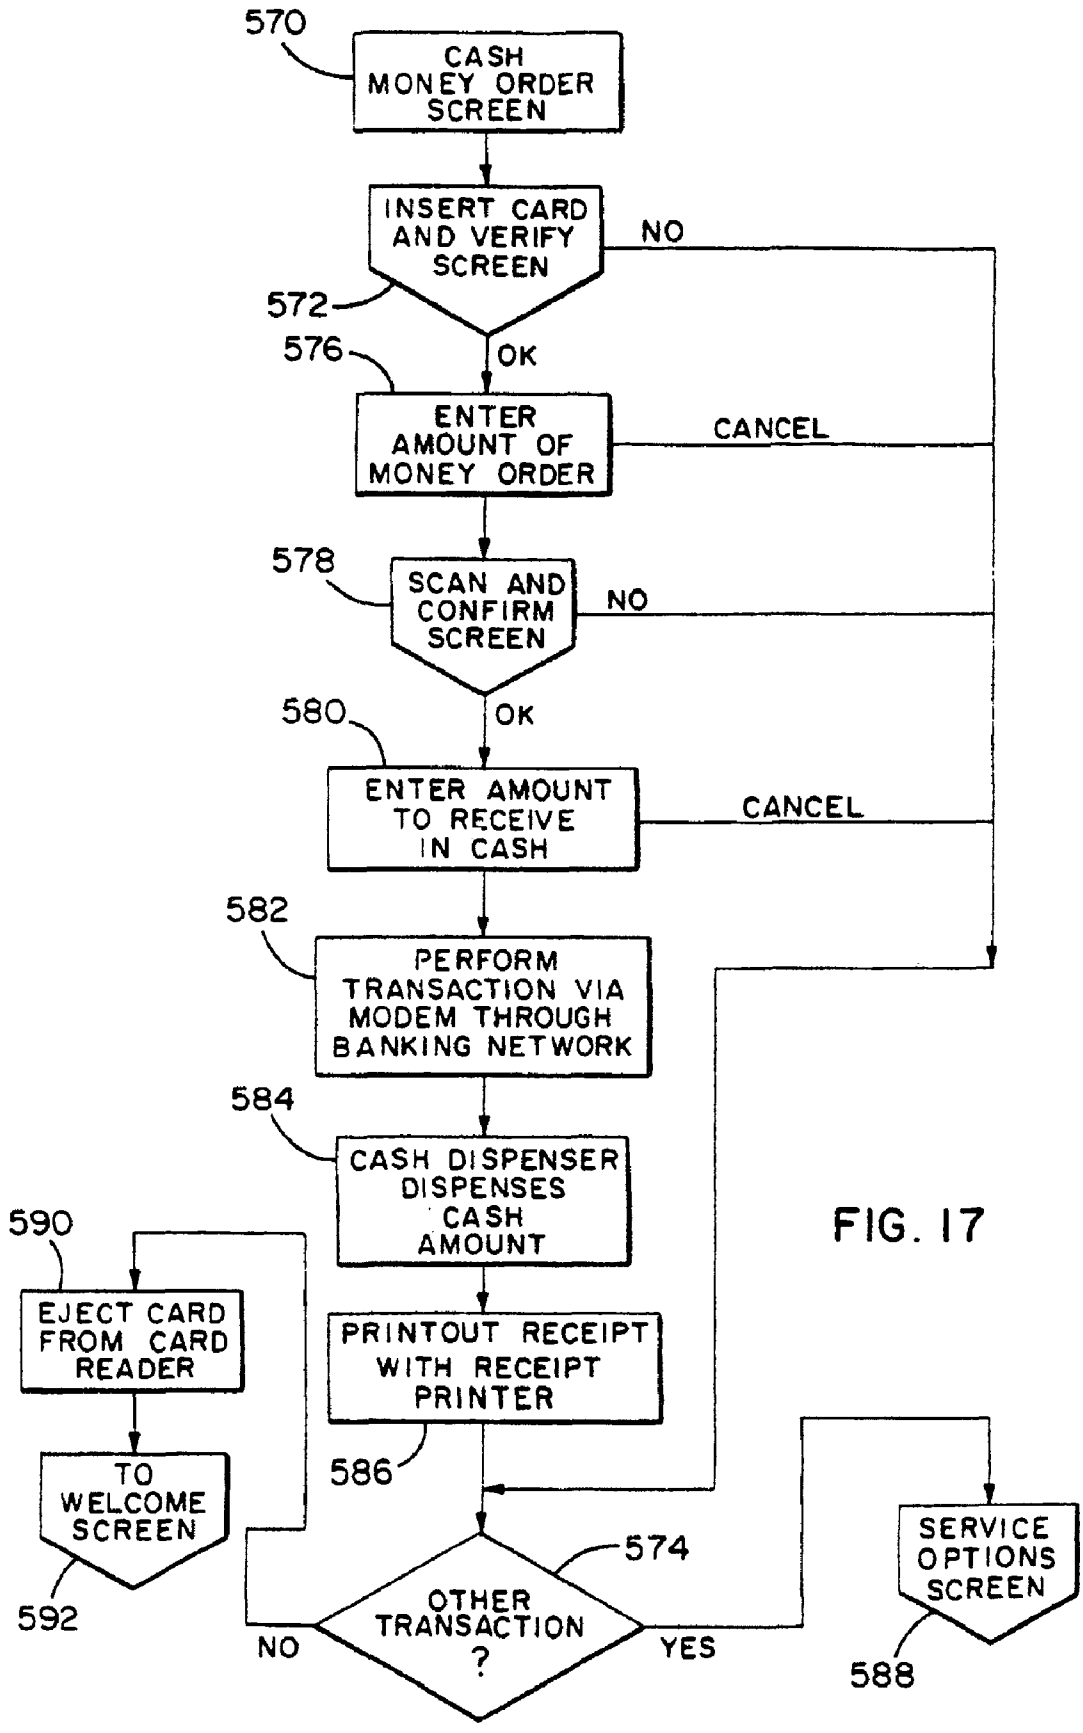 570
CASH
MONEY ORDER
SCREEN
INSERT CARD
AND VERIFY
SCREEN
NO
572
OK
576
ENTER
AMOUNT OF
MONEY ORDER
CANCEL
578
SCAN AND
CONFIRM
SCREEN
NO
OK
580
ENTER AMOUNT
TO RECEIVE
IN CASH
CANCEL
582
PERFORM
TRANSACTION VIA
MODEM THROUGH
BANKING NETWORK
584
CASH DISPENSER
DISPENSES
CASH
AMOUNT
FIG. 17
590
EJECT CARD
FROM CARD
READER
PRINTOUT RECEIPT
WITH RECEIPT
PRINTER
586
TO
WELCOME
SCREEN
592
574
OTHER
TRANSACTION
?
NO
YES
SERVICE
OPTIONS
SCREEN
588